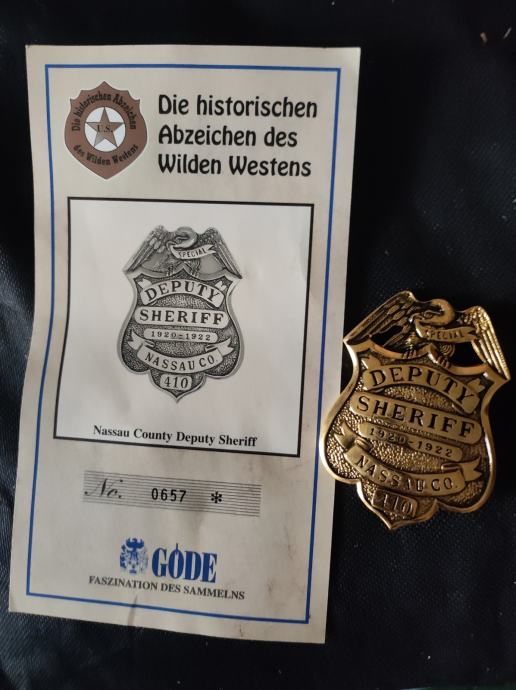 Die historischen Abzeichen
U.S.
des Wilden Westens
Die historischen
Abzeichen des
Wilden Westens
SPECIAL
DEPUTY
SHERIFF
1920-1922
NASSAU CO.
410
Nassau County Deputy Sheriff
No. 0657 *
GÖDE
FASZINATION DES SAMMELNS
SPECIAL
DEPUTY
SHERIFF
1920-1922
NASSAU CO.
410